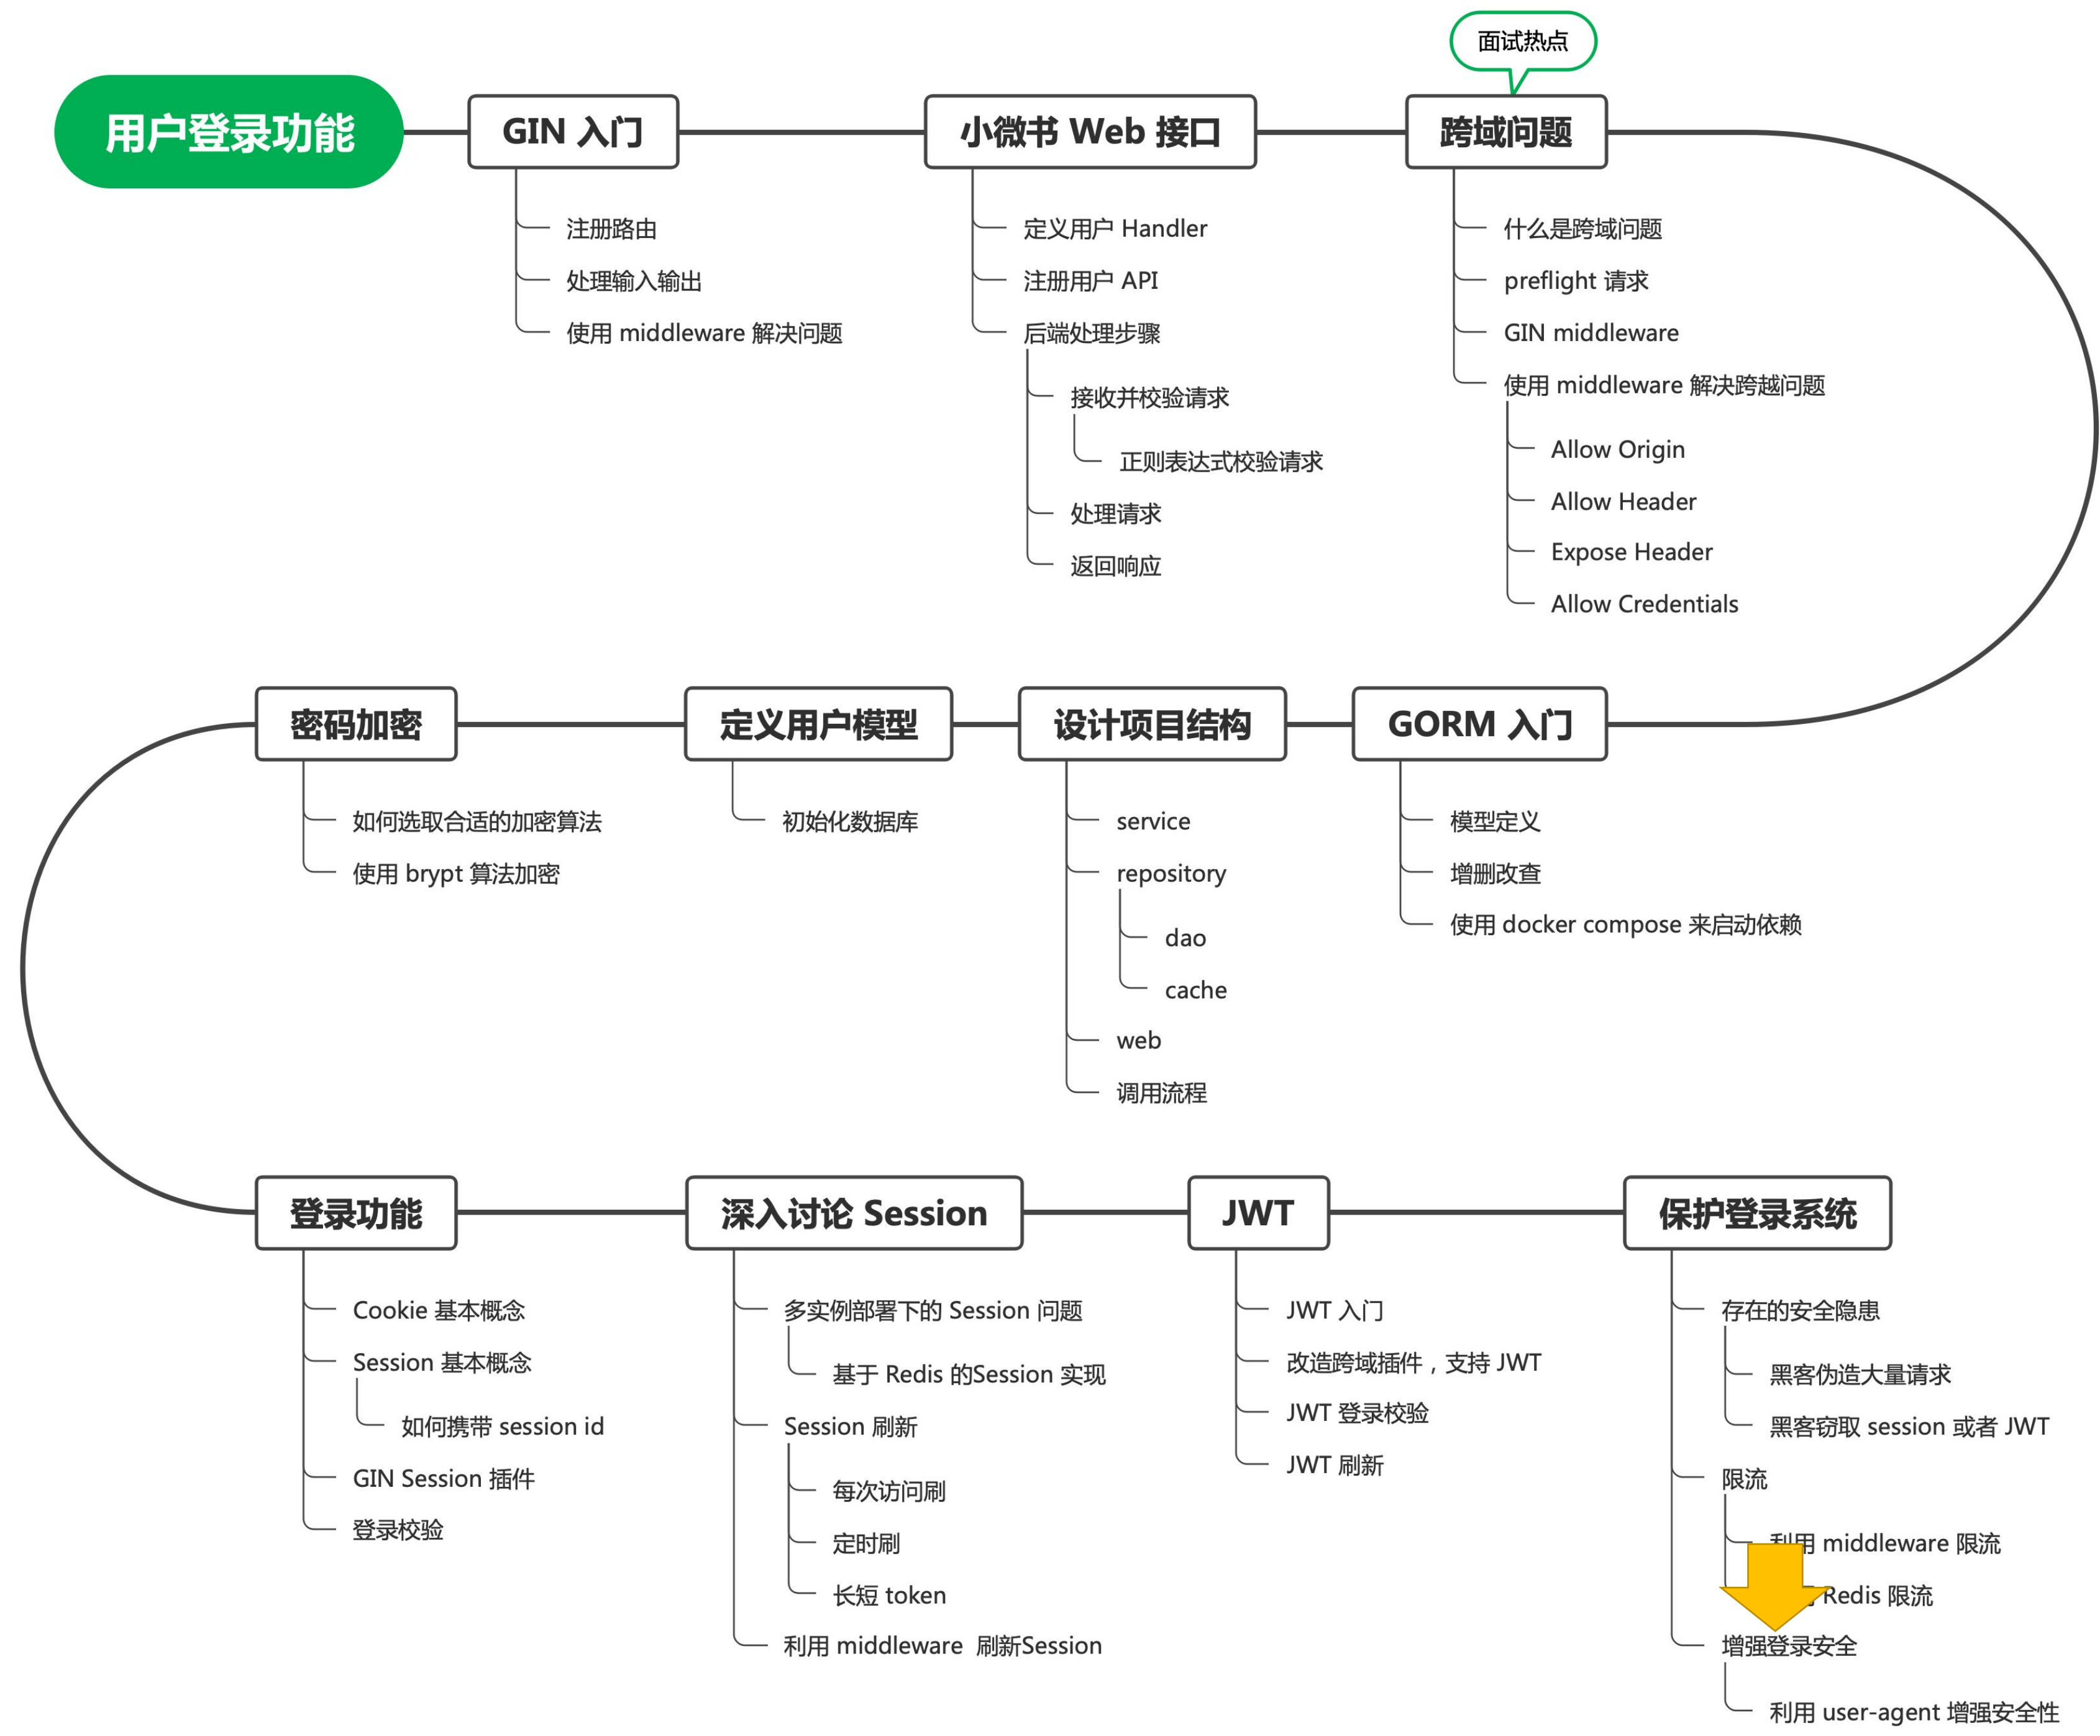 面试热点
用户登录功能
GIN 入门
注册路由
处理输入输出
使用 middleware 解决问题
小微书 Web 接口
定义用户 Handler
注册用户 API
后端处理步骤
接收并校验请求
正则表达式校验请求
处理请求
返回响应
跨域问题
什么是跨域问题
preflight 请求
GIN middleware
使用 middleware 解决跨越问题
Allow Origin
Allow Header
Expose Header
Allow Credentials
GORM 入门
模型定义
增删改查
使用 docker compose 来启动依赖
设计项目结构
service
repository
dao
cache
web
调用流程
定义用户模型
初始化数据库
密码加密
如何选取合适的加密算法
使用 brypt 算法加密
登录功能
Cookie 基本概念
Session 基本概念
如何携带 session id
GIN Session 插件
登录校验
深入讨论 Session
多实例部署下的 Session 问题
基于 Redis 的Session 实现
Session 刷新
每次访问刷
定时刷
长短 token
利用 middleware  刷新Session
JWT
JWT 入门
改造跨域插件，支持 JWT
JWT 登录校验
JWT 刷新
保护登录系统
存在的安全隐患
黑客伪造大量请求
黑客窃取 session 或者 JWT
限流
利用 middleware 限流
Redis 限流
增强登录安全
利用 user-agent 增强安全性